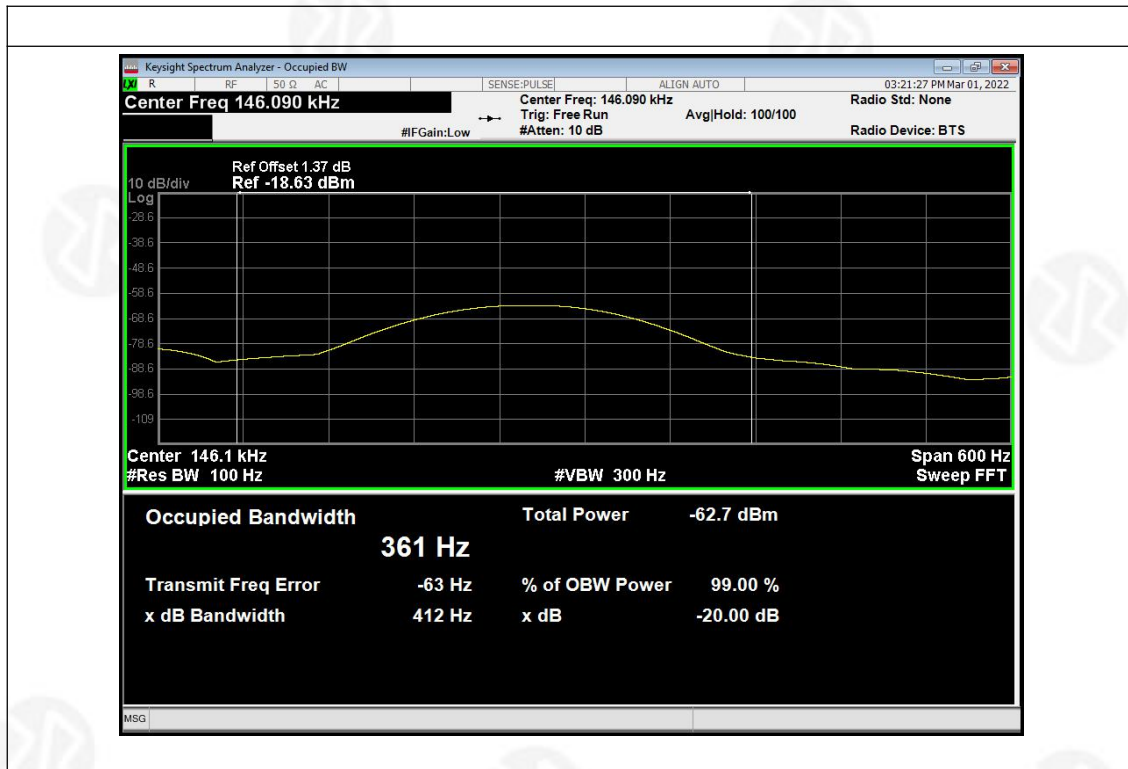 Keysight Spectrum Analyzer - Occupied BW
LXI R RF 50 Ω AC SENSE:PULSE ALIGN AUTO 03:21:27 PM Mar 01, 2022
Center Freq 146.090 kHz Center Freq: 146.090 kHz Radio Std: None
Trig: Free Run Avg|Hold: 100/100
#IFGain:Low #Atten: 10 dB Radio Device: BTS
Ref Offset 1.37 dB
10 dB/div Ref -18.63 dBm
Log
-28.6
-38.6
-48.6
-58.6
-68.6
-78.6
-88.6
-98.6
-109
Center 146.1 kHz Span 600 Hz
#Res BW 100 Hz #VBW 300 Hz Sweep FFT
Occupied Bandwidth Total Power -62.7 dBm
361 Hz
Transmit Freq Error -63 Hz % of OBW Power 99.00 %
x dB Bandwidth 412 Hz x dB -20.00 dB
MSG